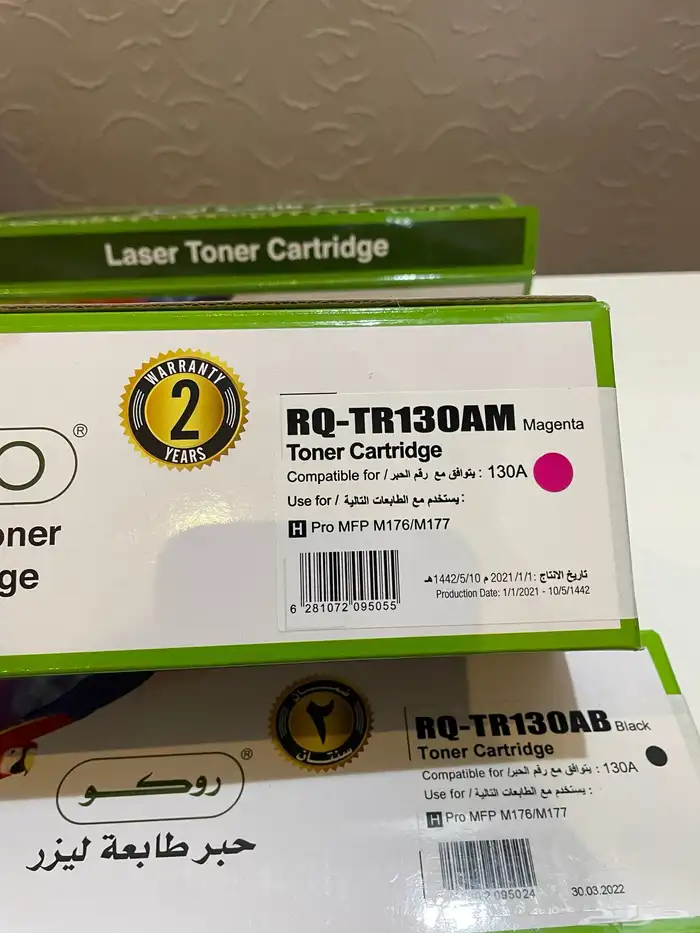 Laser Toner Cartridge
WARRANTY
2
YEARS
®
RQ-TR130AM Magenta
Toner Cartridge
Compatible for / يتوافق مع رقم الحبر : 130A
Use for / يستخدم مع الطابعات التالية :
H Pro MFP M176/M177
تاريخ الانتاج : 2021/1/1 م 1442/5/10هـ
Production Date: 1/1/2021 - 10/5/1442
6 281072 095055
oner
ge
ضمان
٢
سنتان
روكو ®
حبر طابعة ليزر
RQ-TR130AB Black
Toner Cartridge
Compatible for / يتوافق مع رقم الحبر : 130A
Use for / يستخدم مع الطابعات التالية :
H Pro MFP M176/M177
2 095024
30.03.2022